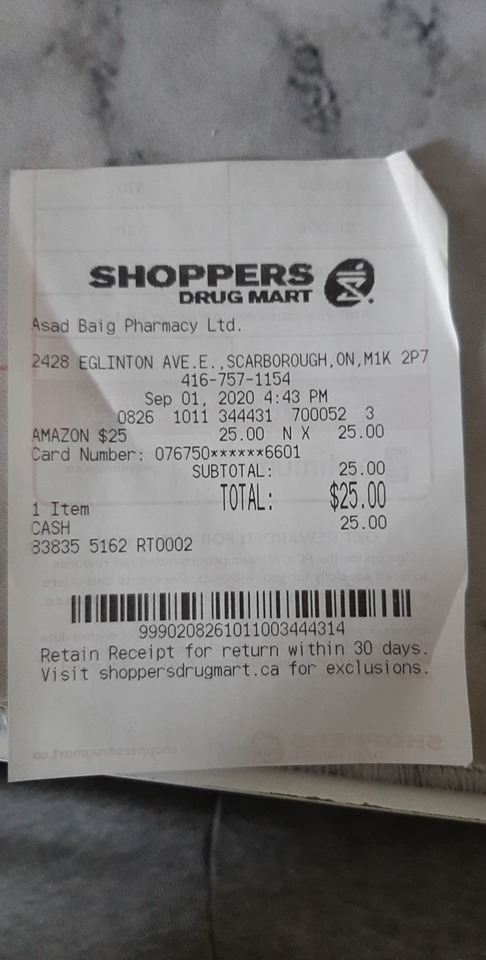 SHOPPERS
DRUG MART
Asad Baig Pharmacy Ltd.
2428 EGLINTON AVE.E.,SCARBOROUGH,ON,M1K 2P7
416-757-1154
Sep 01, 2020 4:43 PM
0826 1011 344431 700052 3
AMAZON $25 25.00 N X 25.00
Card Number: 076750******6601
SUBTOTAL: 25.00
TOTAL: $25.00
1 Item
CASH 25.00
83835 5162 RT0002
9990208261011003444314
Retain Receipt for return within 30 days.
Visit shoppersdrugmart.ca for exclusions.